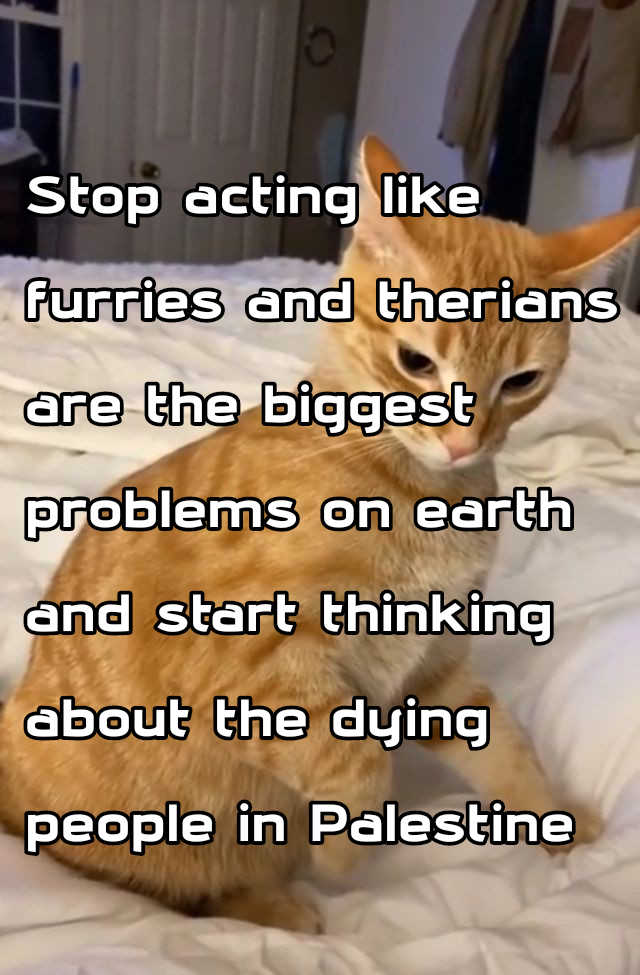 Stop acting like
furries and therians
are the biggest
problems on earth
and start thinking
about the dying
people in Palestine